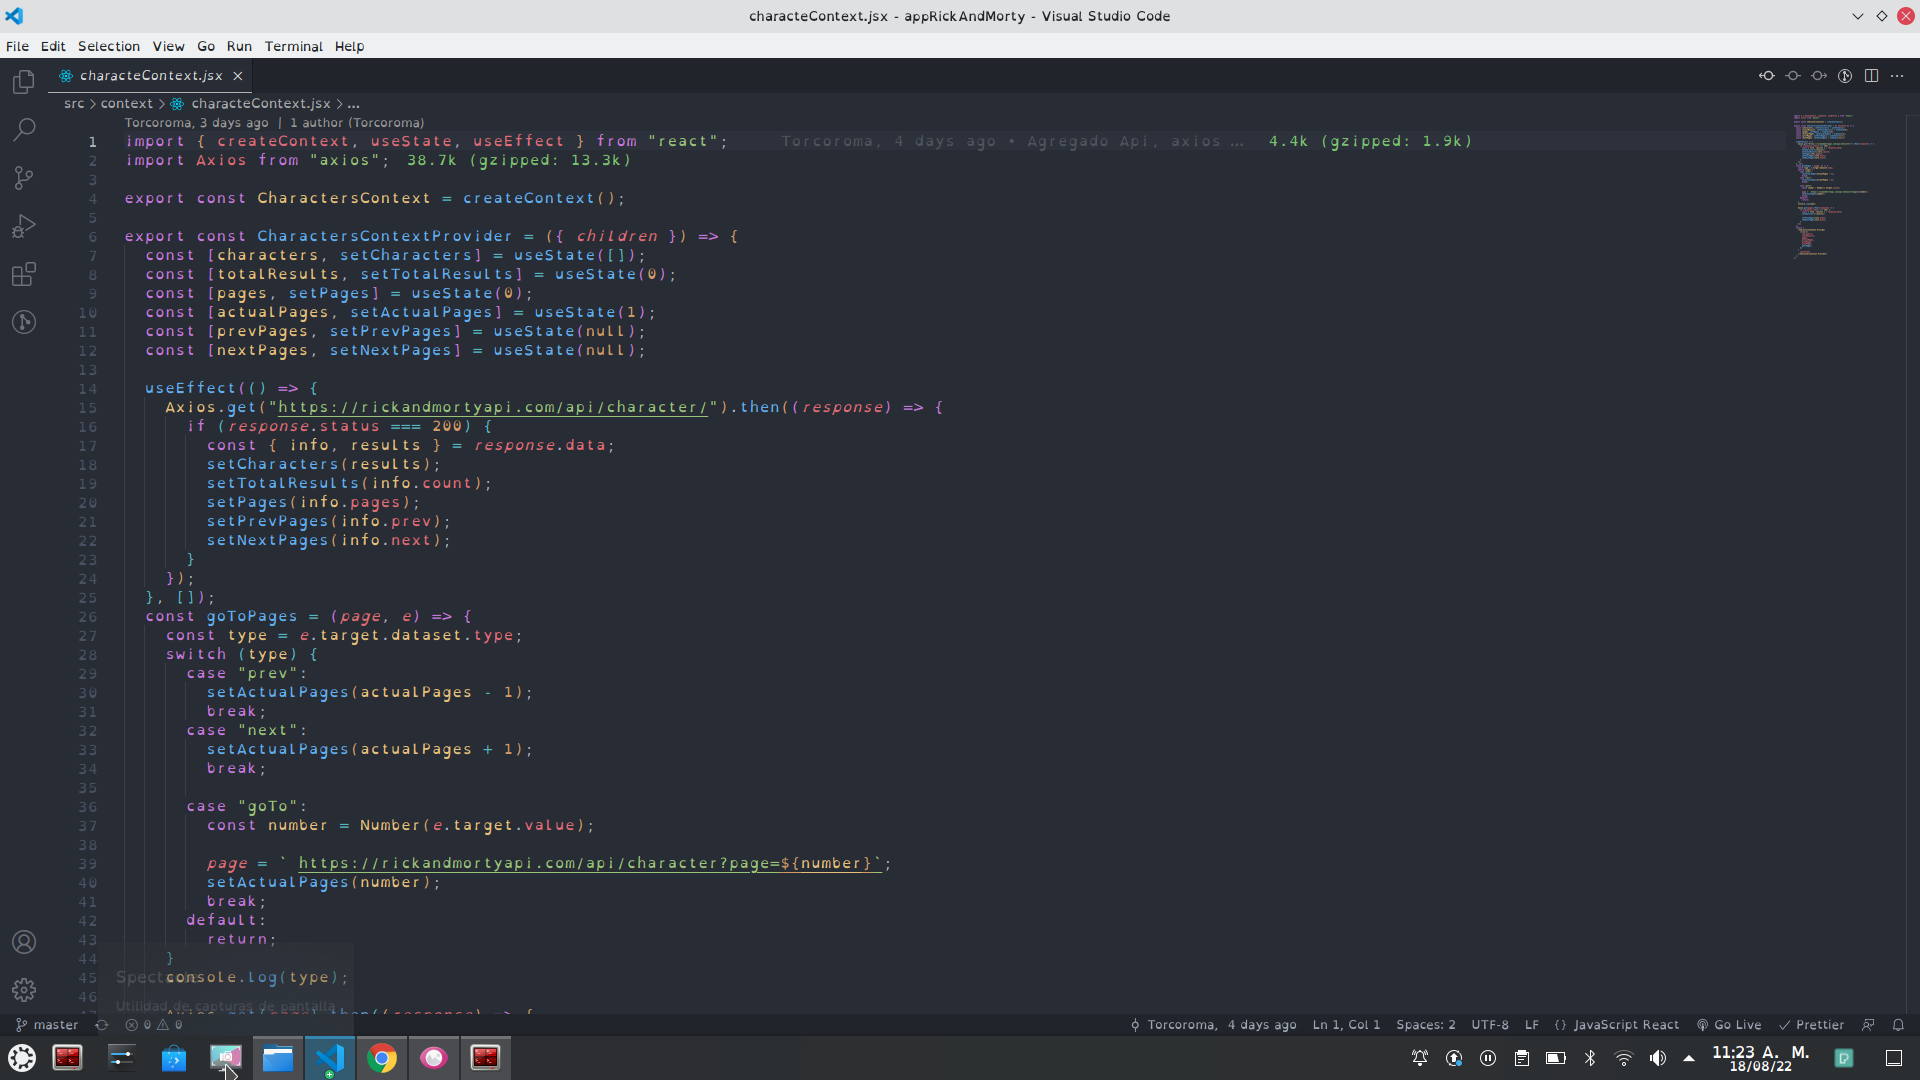 characteContext.jsx - appRickAndMorty - Visual Studio Code
File Edit Selection View Go Run Terminal Help
characteContext.jsx
src > context > characteContext.jsx > ...
Torcoroma, 3 days ago | 1 author (Torcoroma)
1 import { createContext, useState, useEffect } from "react"; Torcoroma, 4 days ago • Agregado Api, axios ... 4.4k (gzipped: 1.9k)
2 import Axios from "axios"; 38.7k (gzipped: 13.3k)
3
4 export const CharactersContext = createContext();
5
6 export const CharactersContextProvider = ({ children }) => {
7 const [characters, setCharacters] = useState([]);
8 const [totalResults, setTotalResults] = useState(0);
9 const [pages, setPages] = useState(0);
10 const [actualPages, setActualPages] = useState(1);
11 const [prevPages, setPrevPages] = useState(null);
12 const [nextPages, setNextPages] = useState(null);
13
14 useEffect(() => {
15 Axios.get("https://rickandmortyapi.com/api/character/").then((response) => {
16 if (response.status === 200) {
17 const { info, results } = response.data;
18 setCharacters(results);
19 setTotalResults(info.count);
20 setPages(info.pages);
21 setPrevPages(info.prev);
22 setNextPages(info.next);
23 }
24 });
25 }, []);
26 const goToPages = (page, e) => {
27 const type = e.target.dataset.type;
28 switch (type) {
29 case "prev":
30 setActualPages(actualPages - 1);
31 break;
32 case "next":
33 setActualPages(actualPages + 1);
34 break;
35
36 case "goTo":
37 const number = Number(e.target.value);
38
39 page = ` https://rickandmortyapi.com/api/character?page=${number}`;
40 setActualPages(number);
41 break;
42 default:
43 return;
44 }
45 console.log(type);
46
Spectacle
Utilidad de capturas de pantalla
master 0 0 Torcoroma, 4 days ago Ln 1, Col 1 Spaces: 2 UTF-8 LF {} JavaScript React Go Live Prettier
11:23 A. M.
18/08/22